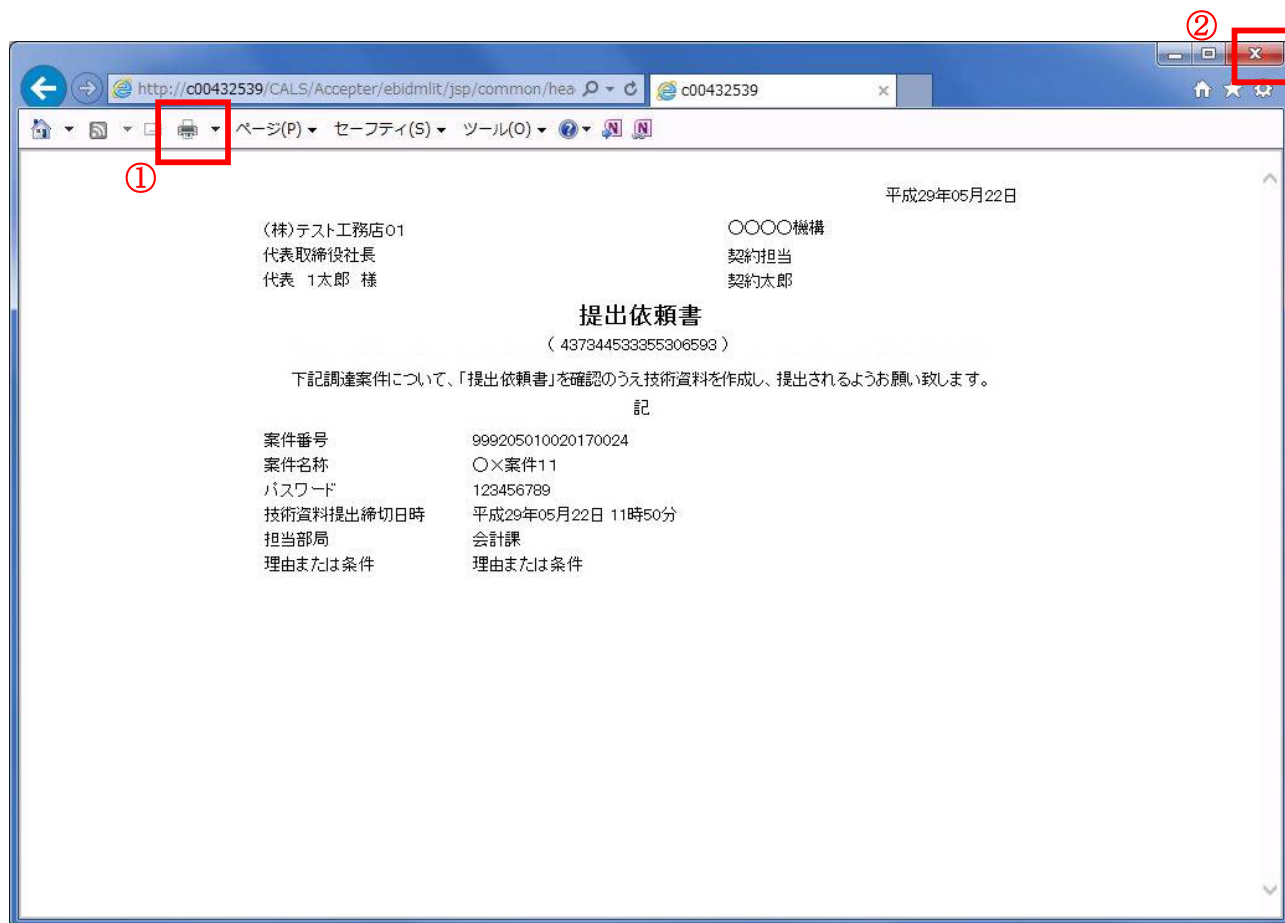 ②
http://c00432539/CALS/Accepter/ebidmlit/jsp/common/hea
c00432539
ページ(P) セーフティ(S) ツール(O)
①
平成29年05月22日
(株)テスト工務店01
〇〇〇〇機構
代表取締役社長
契約担当
代表 1太郎 様
契約太郎
提出依頼書
( 437344533355306593 )
下記調達案件について、「提出依頼書」を確認のうえ技術資料を作成し、提出されるようお願い致します。
記
案件番号 999205010020170024
案件名称 〇×案件11
パスワード 123456789
技術資料提出締切日時 平成29年05月22日 11時50分
担当部局 会計課
理由または条件 理由または条件